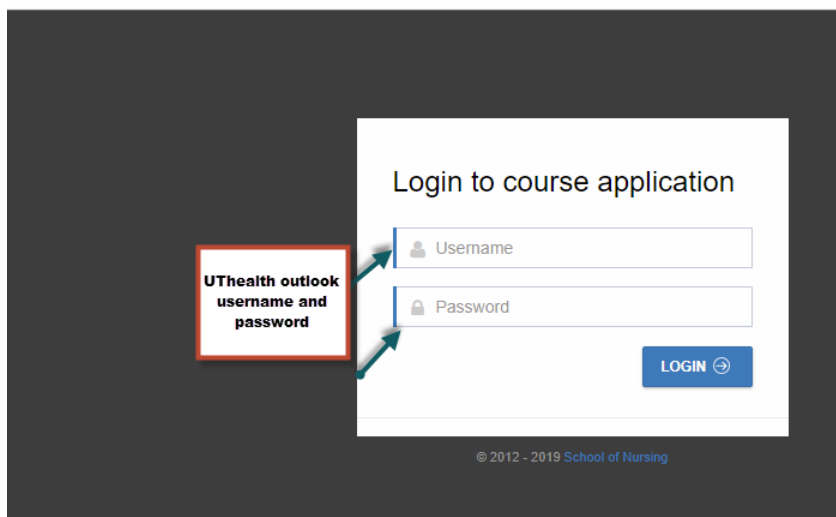 Login to course application
UThealth outlook
username and
password
Username
Password
LOGIN
© 2012 - 2019 School of Nursing